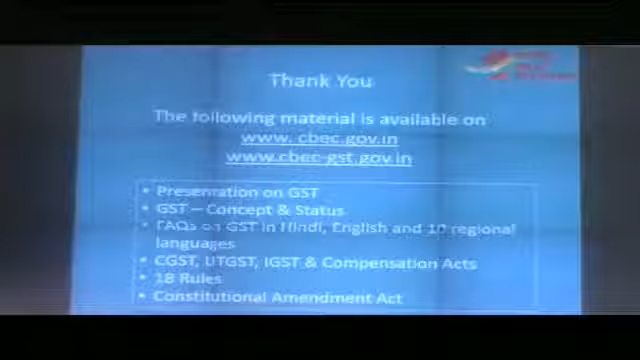 Thank You
The following material is available on
www. cbec.gov.in
www.cbec-gst.gov.in
• Presentation on GST
• GST – Concept & Status
• FAQs on GST in Hindi, English and 10 regional
languages
• CGST, UTGST, IGST & Compensation Acts
• 18 Rules
• Constitutional Amendment Act